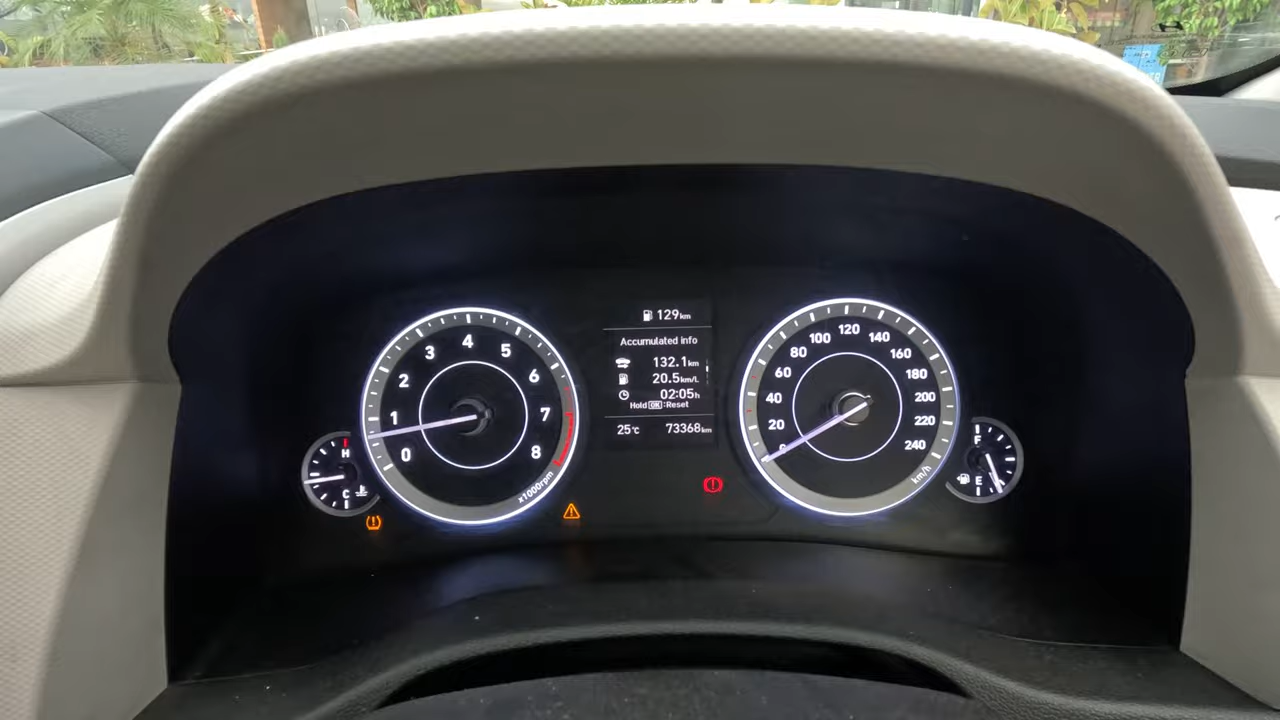 129km
Accumulated info
132.1km
20.5km/L
02:05h
Hold OK :Reset
25°C 73368km
0
1
2
3
4
5
6
7
8
x1000rpm
H
C
0
20
40
60
80
100
120
140
160
180
200
220
240
km/h
F
E